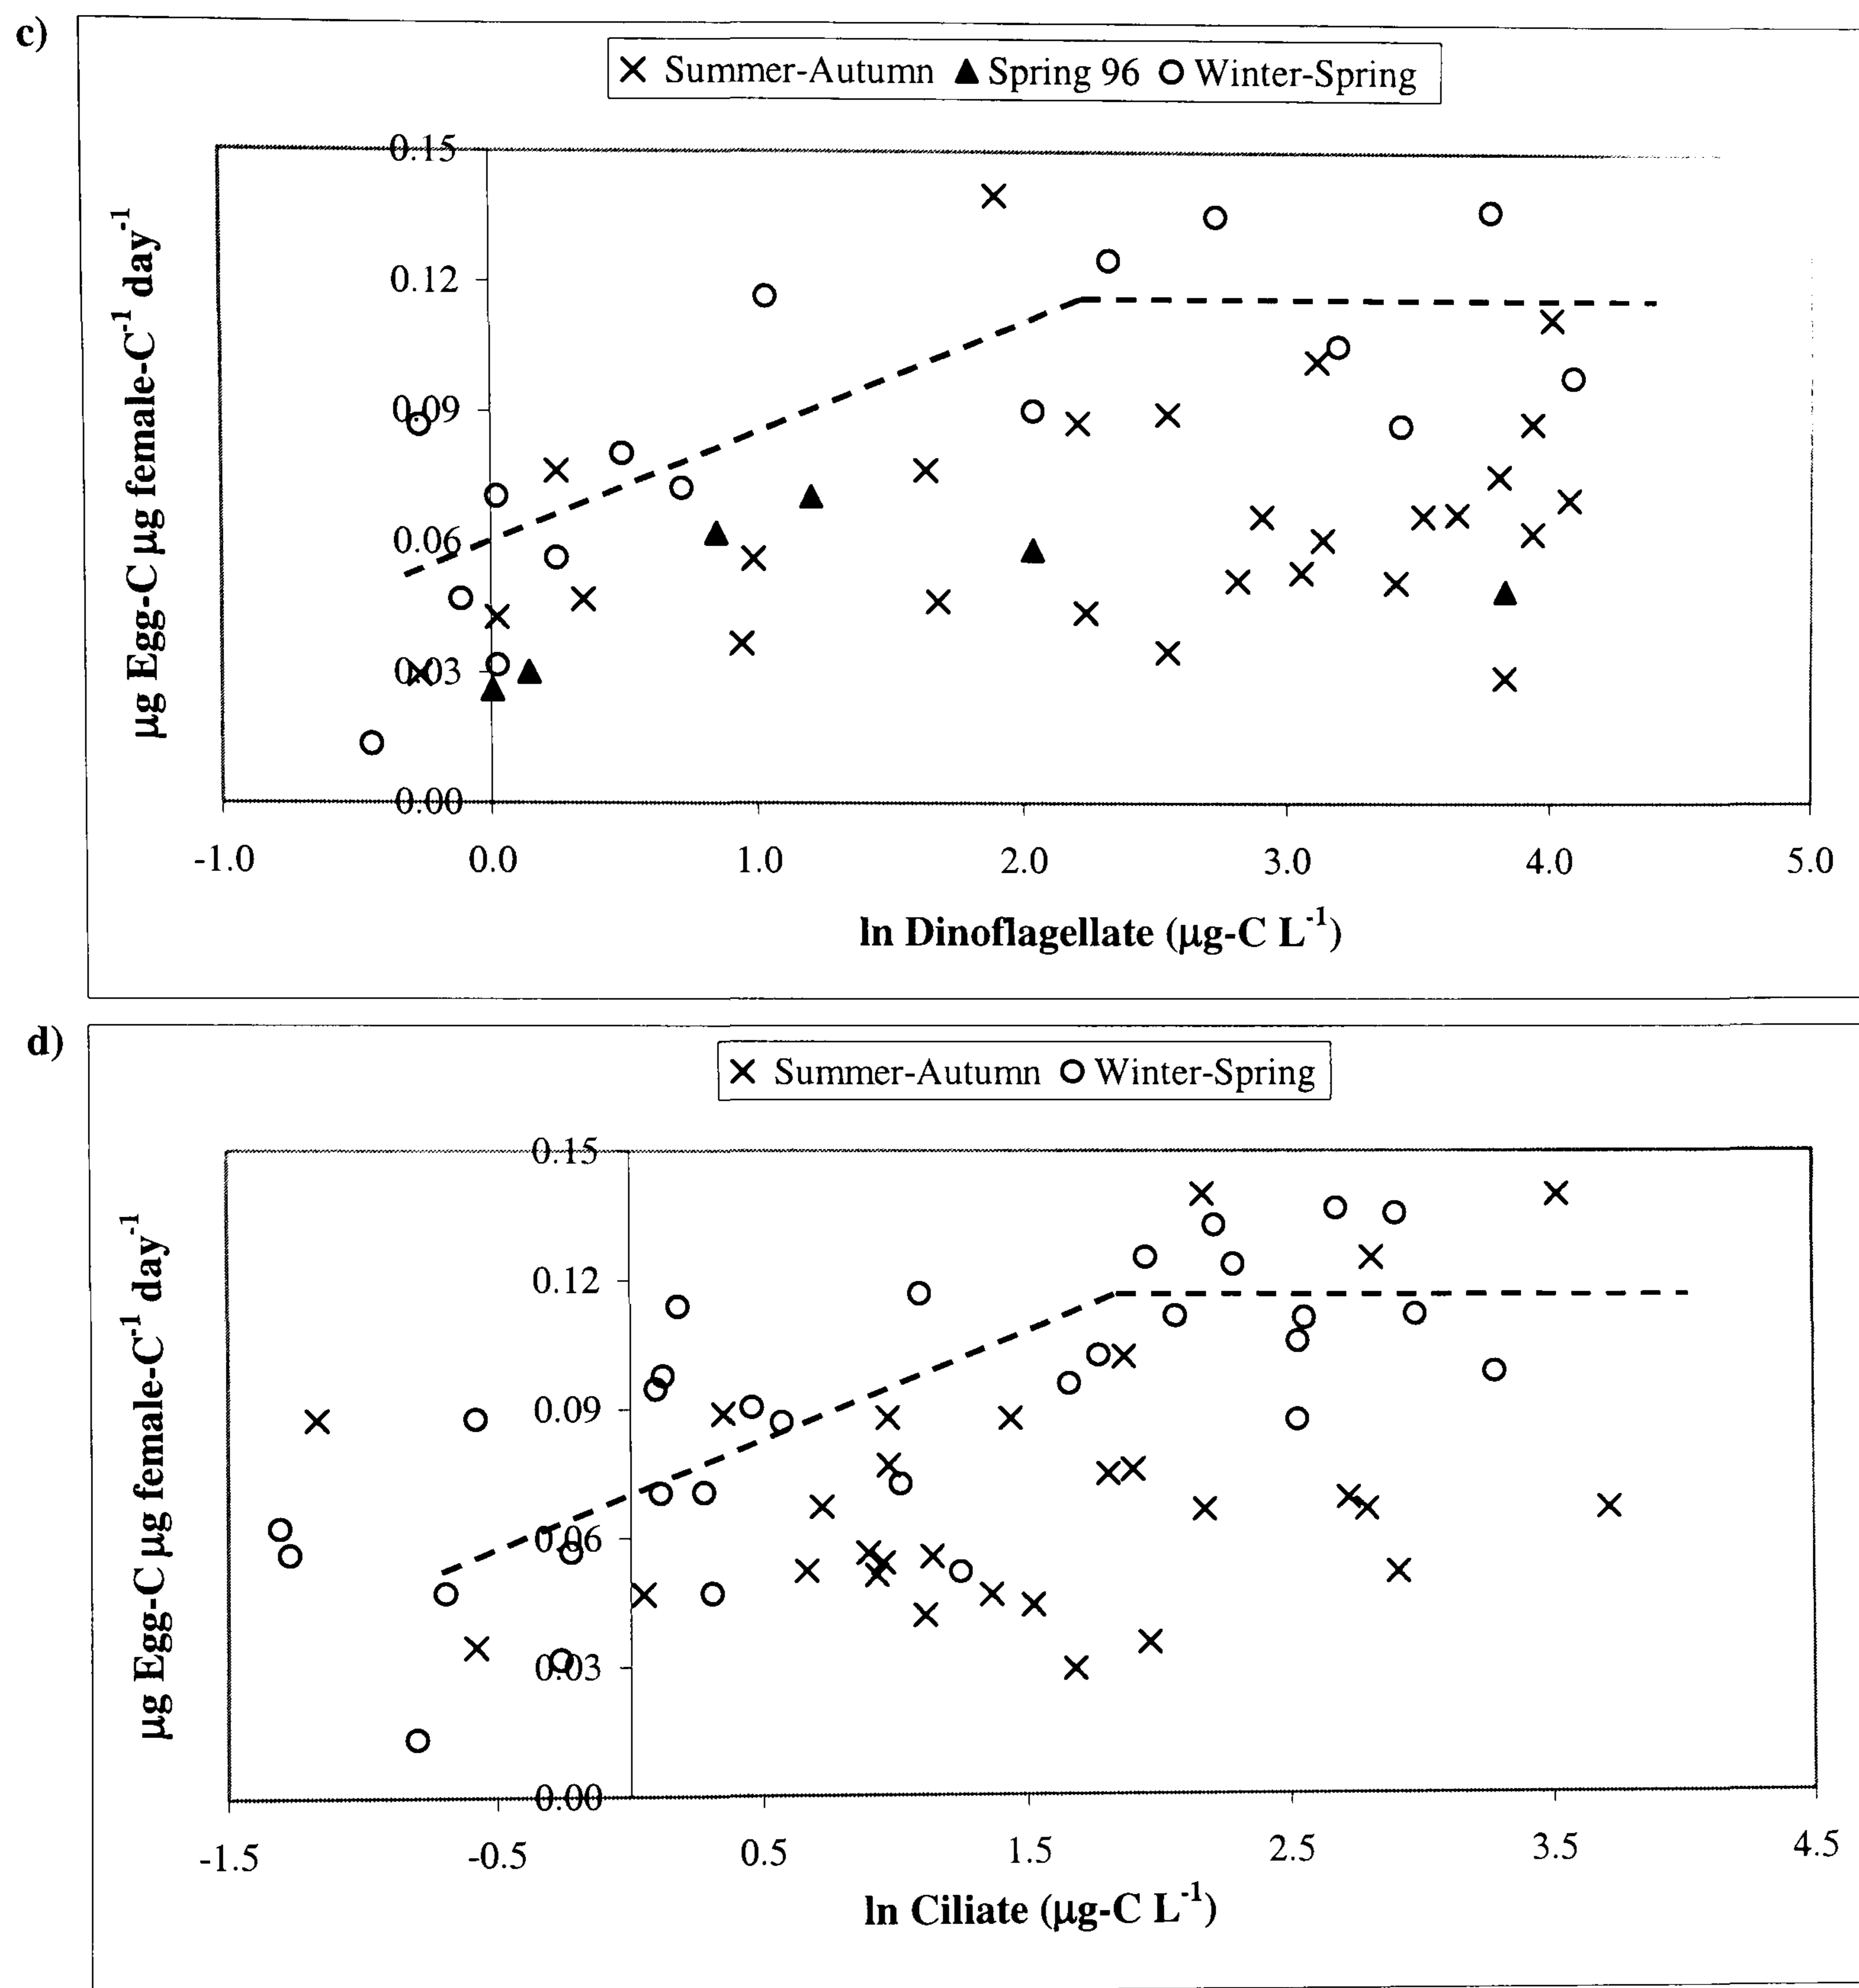 c)
× Summer-Autumn ▲ Spring 96 O Winter-Spring
0.15
0.12
0.09
0.06
0.03
0.00
µg Egg-C µg female-C⁻¹ day⁻¹
-1.0 0.0 1.0 2.0 3.0 4.0 5.0
ln Dinoflagellate (µg-C L⁻¹)
d)
× Summer-Autumn O Winter-Spring
0.15
0.12
0.09
0.06
0.03
0.00
µg Egg-C µg female-C⁻¹ day⁻¹
-1.5 -0.5 0.5 1.5 2.5 3.5 4.5
ln Ciliate (µg-C L⁻¹)